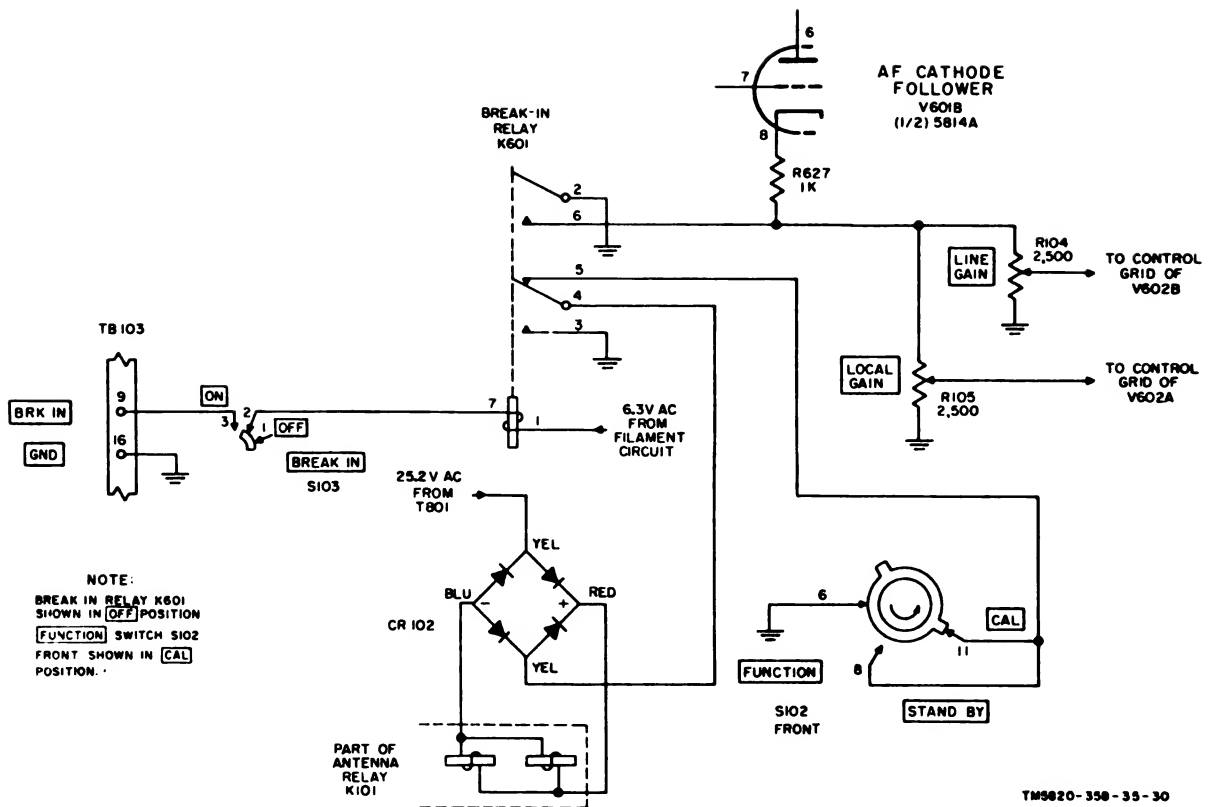 6
7
8
AF CATHODE
FOLLOWER
V601B
(1/2) 5814A
BREAK-IN
RELAY
K601
R627
1K
2
6
5
4
3
LINE
GAIN
R104
2,500
TO CONTROL
GRID OF
V602B
LOCAL
GAIN
R105
2,500
TO CONTROL
GRID OF
V602A
TB 103
BRK IN
9
GND
16
ON
3
2
1
OFF
BREAK IN
S103
7
1
6.3V AC
FROM
FILAMENT
CIRCUIT
25.2V AC
FROM
T801
YEL
BLU
-
+
RED
CR 102
YEL
PART OF
ANTENNA
RELAY
K101
6
CAL
11
8
FUNCTION
S102
FRONT
STAND BY
NOTE:
BREAK IN RELAY K601
SHOWN IN OFF POSITION
FUNCTION SWITCH S102
FRONT SHOWN IN CAL
POSITION.
TM5820-358-35-30